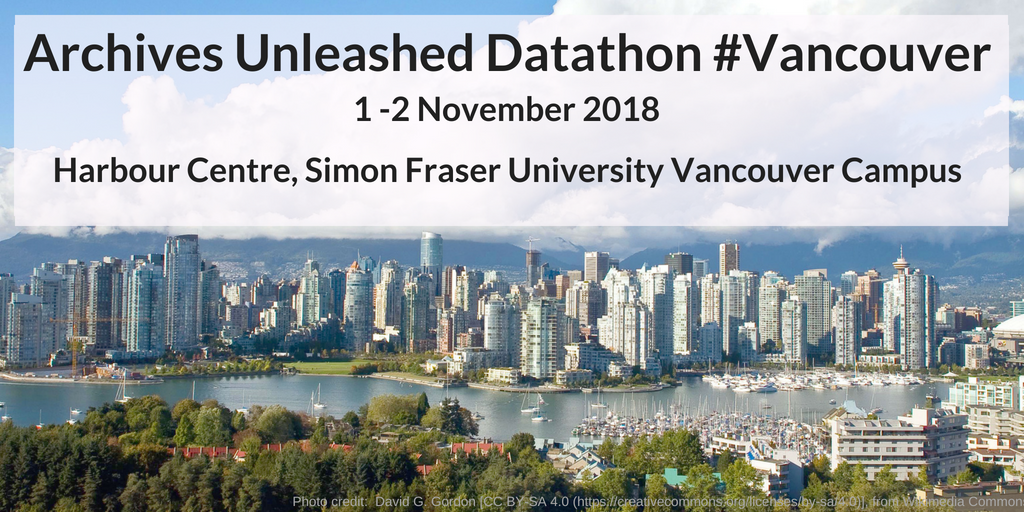 Archives Unleashed Datathon #Vancouver
1 -2 November 2018
Harbour Centre, Simon Fraser University Vancouver Campus
Photo credit: David G. Gordon [CC BY-SA 4.0 (https://creativecommons.org/licenses/by-sa/4.0)], from Wikimedia Common